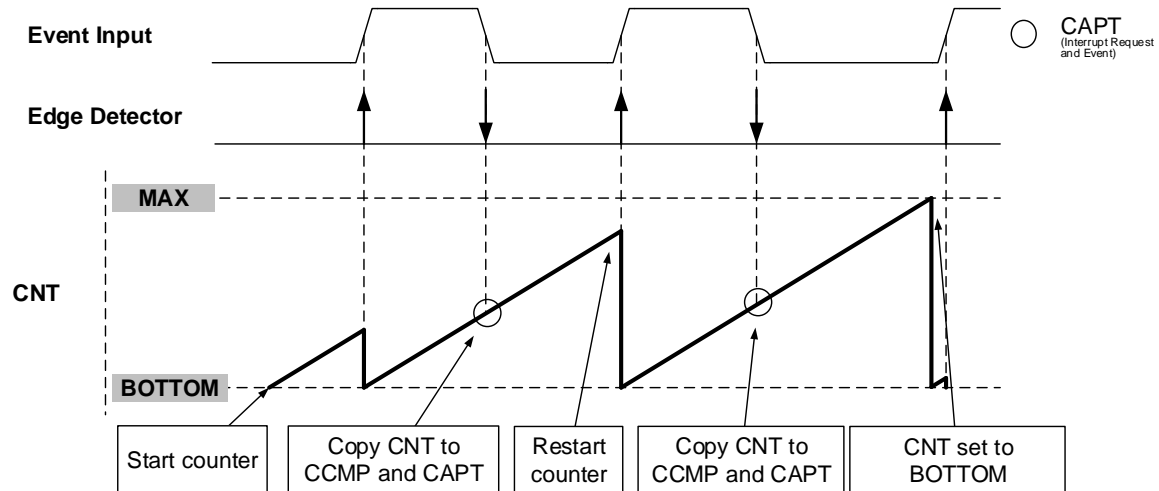 Event Input
CAPT
(Interrupt Request
and Event)
Edge Detector
MAX
CNT
BOTTOM
Start counter
Copy CNT to
CCMP and CAPT
Restart
counter
Copy CNT to
CCMP and CAPT
CNT set to
BOTTOM